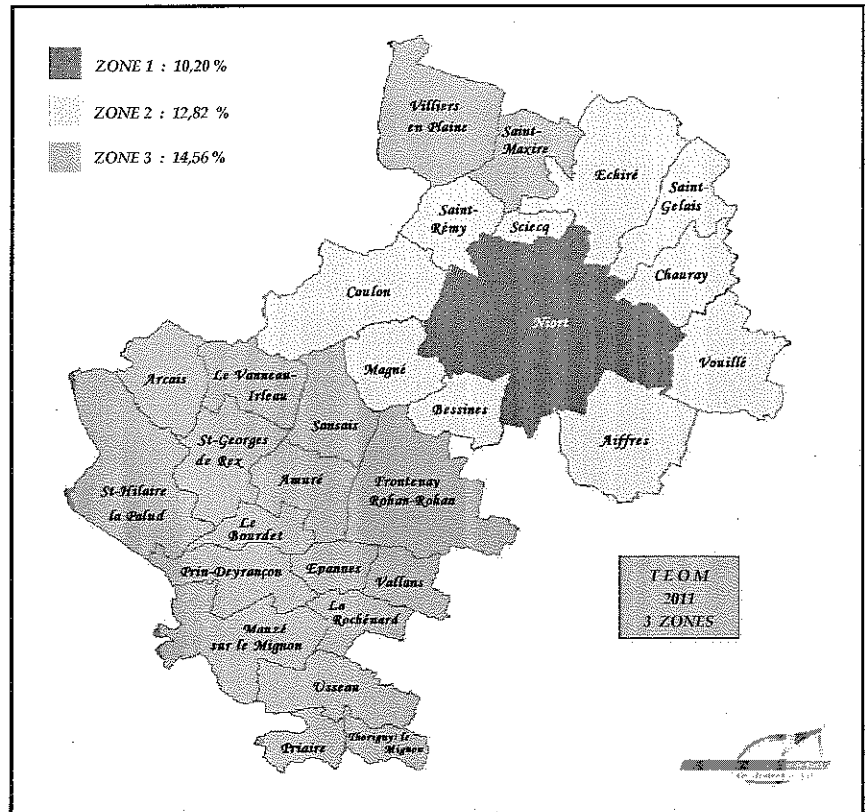 ZONE 1 : 10,20 %
ZONE 2 : 12,82 %
ZONE 3 : 14,56 %
Villiers
en Plaine
Saint-
Maxire
Echiré
Saint-
Gelais
Saint-
Rémy
Sciecq
Chauray
Coulon
Niort
Vouillé
Magné
Arcais
Le Vanneau-
Irleau
Bessines
Sansais
Aiffres
St-Georges
de Rex
Amuré
Frontenay
Rohan-Rohan
St-Hilaire
la Palud
Le
Bourdet
Prin-Deyrançon
Epannes
Vallans
La
Rochénard
Mauzé
sur le Mignon
Usseau
Priaire
Thorigny le
Mignon
T E O M
2011
3 ZONES